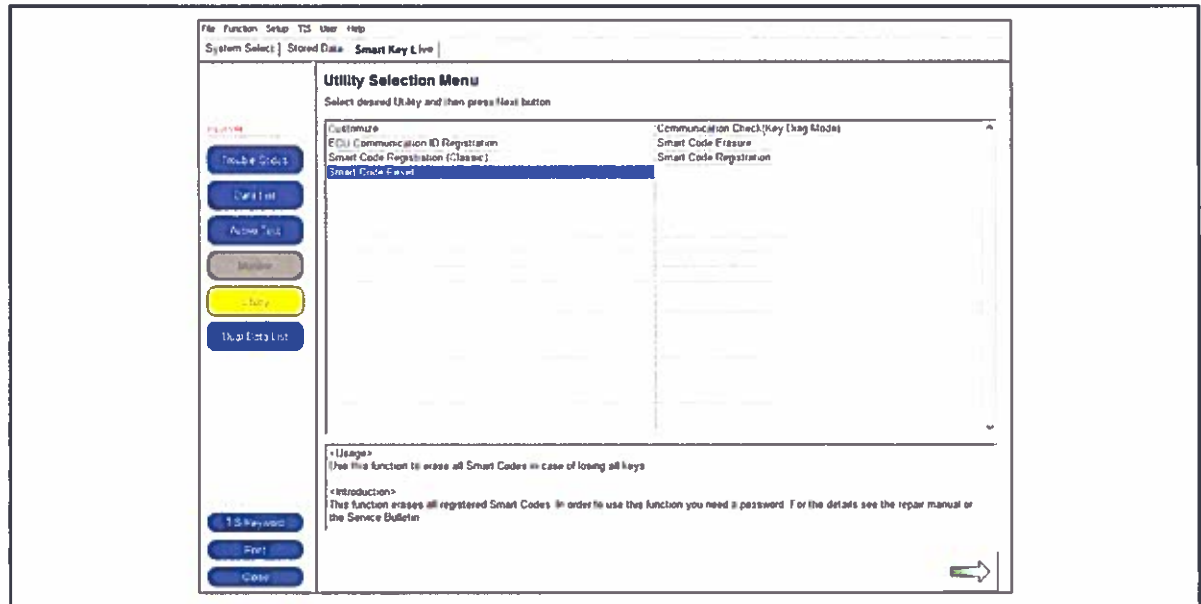 File Function Setup TIS User Help
System Select Stored Data Smart Key Live
Utility Selection Menu
Select desired Utility and then press Next button
Customize
Communication Check(Key Diag Mode)
ECU Communication ID Registration
Smart Code Erasure
Smart Code Registration (Classic)
Smart Code Registration
Smart Code Reset
Trouble Codes
Data List
Active Test
Monitor
Utility
Dual Data List
<Usage>
Use this function to erase all Smart Codes in case of losing all keys
<Introduction>
This function erases all registered Smart Codes. In order to use this function you need a password. For the details see the repair manual or
the Service Bulletin
TIS Keyword
Print
Close